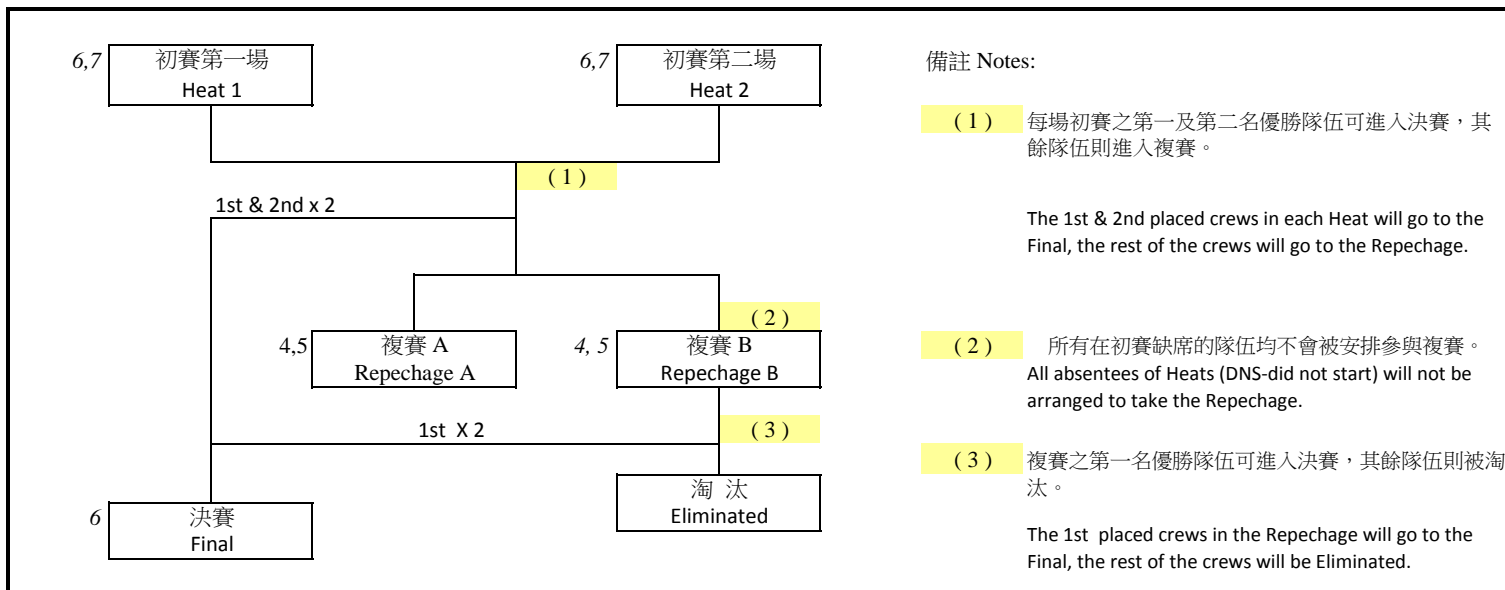 6,7
初賽第一場
Heat 1
6,7
初賽第二場
Heat 2
( 1 )
1st & 2nd x 2
( 2 )
4,5
複賽 A
Repechage A
4, 5
複賽 B
Repechage B
1st X 2
( 3 )
淘 汰
Eliminated
6
決賽
Final
備註 Notes:
( 1 ) 每場初賽之第一及第二名優勝隊伍可進入決賽，其
餘隊伍則進入複賽。
The 1st & 2nd placed crews in each Heat will go to the
Final, the rest of the crews will go to the Repechage.
( 2 ) 所有在初賽缺席的隊伍均不會被安排參與複賽。
All absentees of Heats (DNS-did not start) will not be
arranged to take the Repechage.
( 3 ) 複賽之第一名優勝隊伍可進入決賽，其餘隊伍則被淘
汰。
The 1st placed crews in the Repechage will go to the
Final, the rest of the crews will be Eliminated.